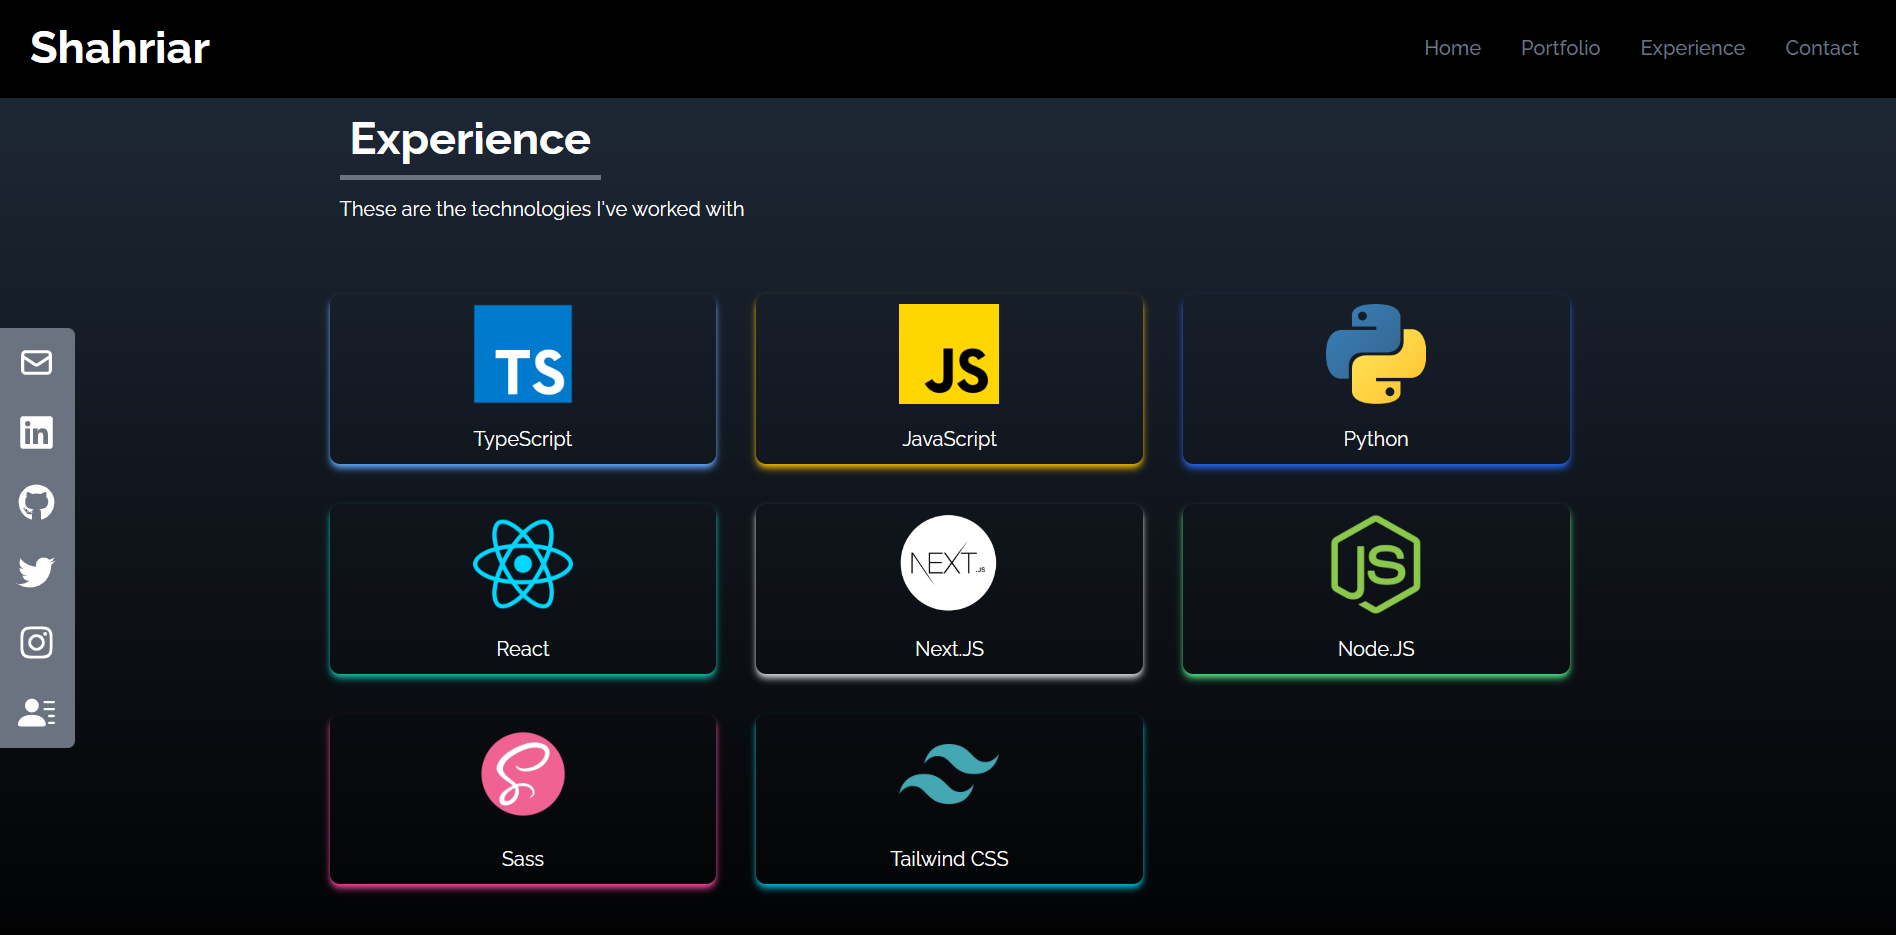 Shahriar
Home Portfolio Experience Contact
Experience
These are the technologies I've worked with
TS
JS
TypeScript
JavaScript
Python
in
NEXT.JS
JS
React
Next.JS
Node.JS
Sass
Tailwind CSS